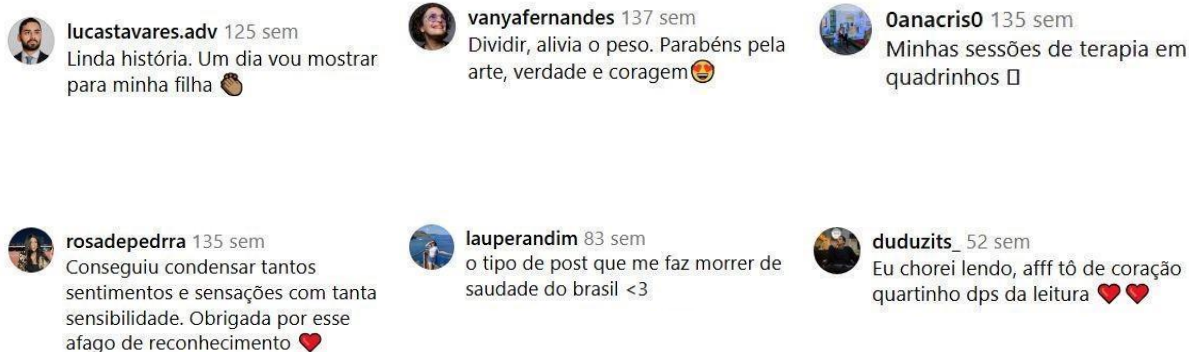 lucastavares.adv 125 sem
Linda história. Um dia vou mostrar
para minha filha 👏🏽
vanyafernandes 137 sem
Dividir, alivia o peso. Parabéns pela
arte, verdade e coragem😍
0anacris0 135 sem
Minhas sessões de terapia em
quadrinhos ▯
rosadepedrra 135 sem
Conseguiu condensar tantos
sentimentos e sensações com tanta
sensibilidade. Obrigada por esse
afago de reconhecimento ❤️
lauperandim 83 sem
o tipo de post que me faz morrer de
saudade do brasil <3
duduzits_ 52 sem
Eu chorei lendo, afff tô de coração
quartinho dps da leitura ❤️❤️